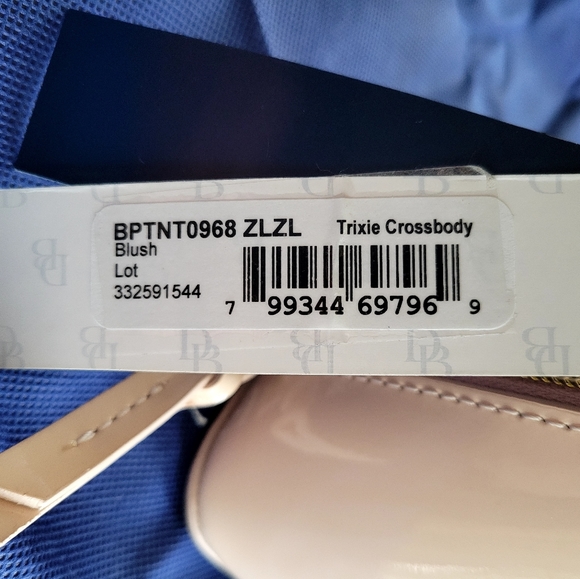 BPTNT0968 ZLZL Trixie Crossbody
Blush
Lot
332591544
7 99344 69796 9